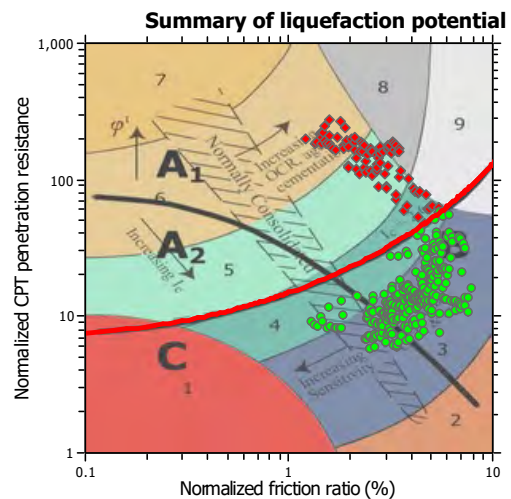 Summary of liquefaction potential
1,000
7
8
9
φ'
Increasing
OCR, age
cementation
100
A₁
Normally Consolidated
6
A₂
Increasing Ic
5
10
4
C
3
1
Increasing
Sensitivity
2
1
0.1
1
10
Normalized CPT penetration resistance
Normalized friction ratio (%)